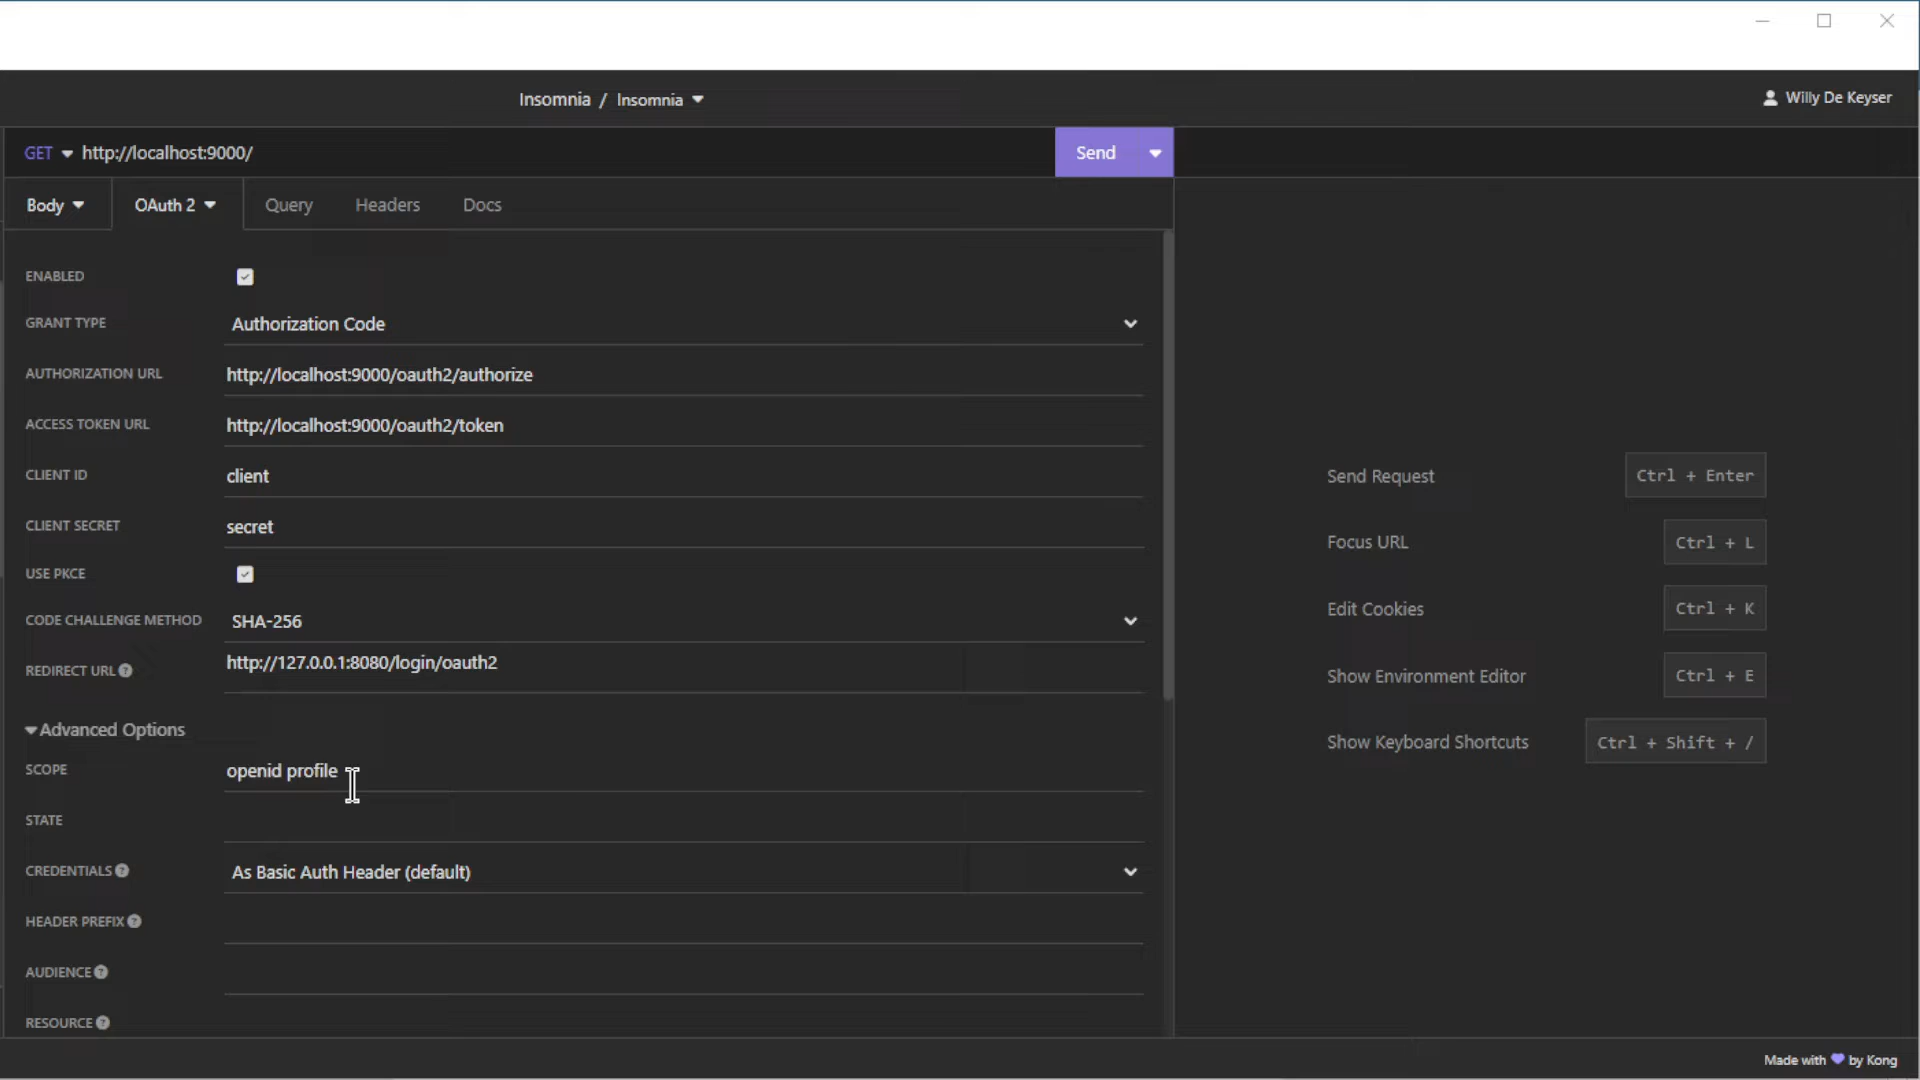 Insomnia / Insomnia
Willy De Keyser
GET http://localhost:9000/
Send
Body
OAuth 2
Query
Headers
Docs
ENABLED
GRANT TYPE Authorization Code
AUTHORIZATION URL http://localhost:9000/oauth2/authorize
ACCESS TOKEN URL http://localhost:9000/oauth2/token
CLIENT ID client
CLIENT SECRET secret
USE PKCE
CODE CHALLENGE METHOD SHA-256
REDIRECT URL http://127.0.0.1:8080/login/oauth2
Advanced Options
SCOPE openid profile
STATE
CREDENTIALS As Basic Auth Header (default)
HEADER PREFIX
AUDIENCE
RESOURCE
Send Request Ctrl + Enter
Focus URL Ctrl + L
Edit Cookies Ctrl + K
Show Environment Editor Ctrl + E
Show Keyboard Shortcuts Ctrl + Shift + /
Made with 💜 by Kong